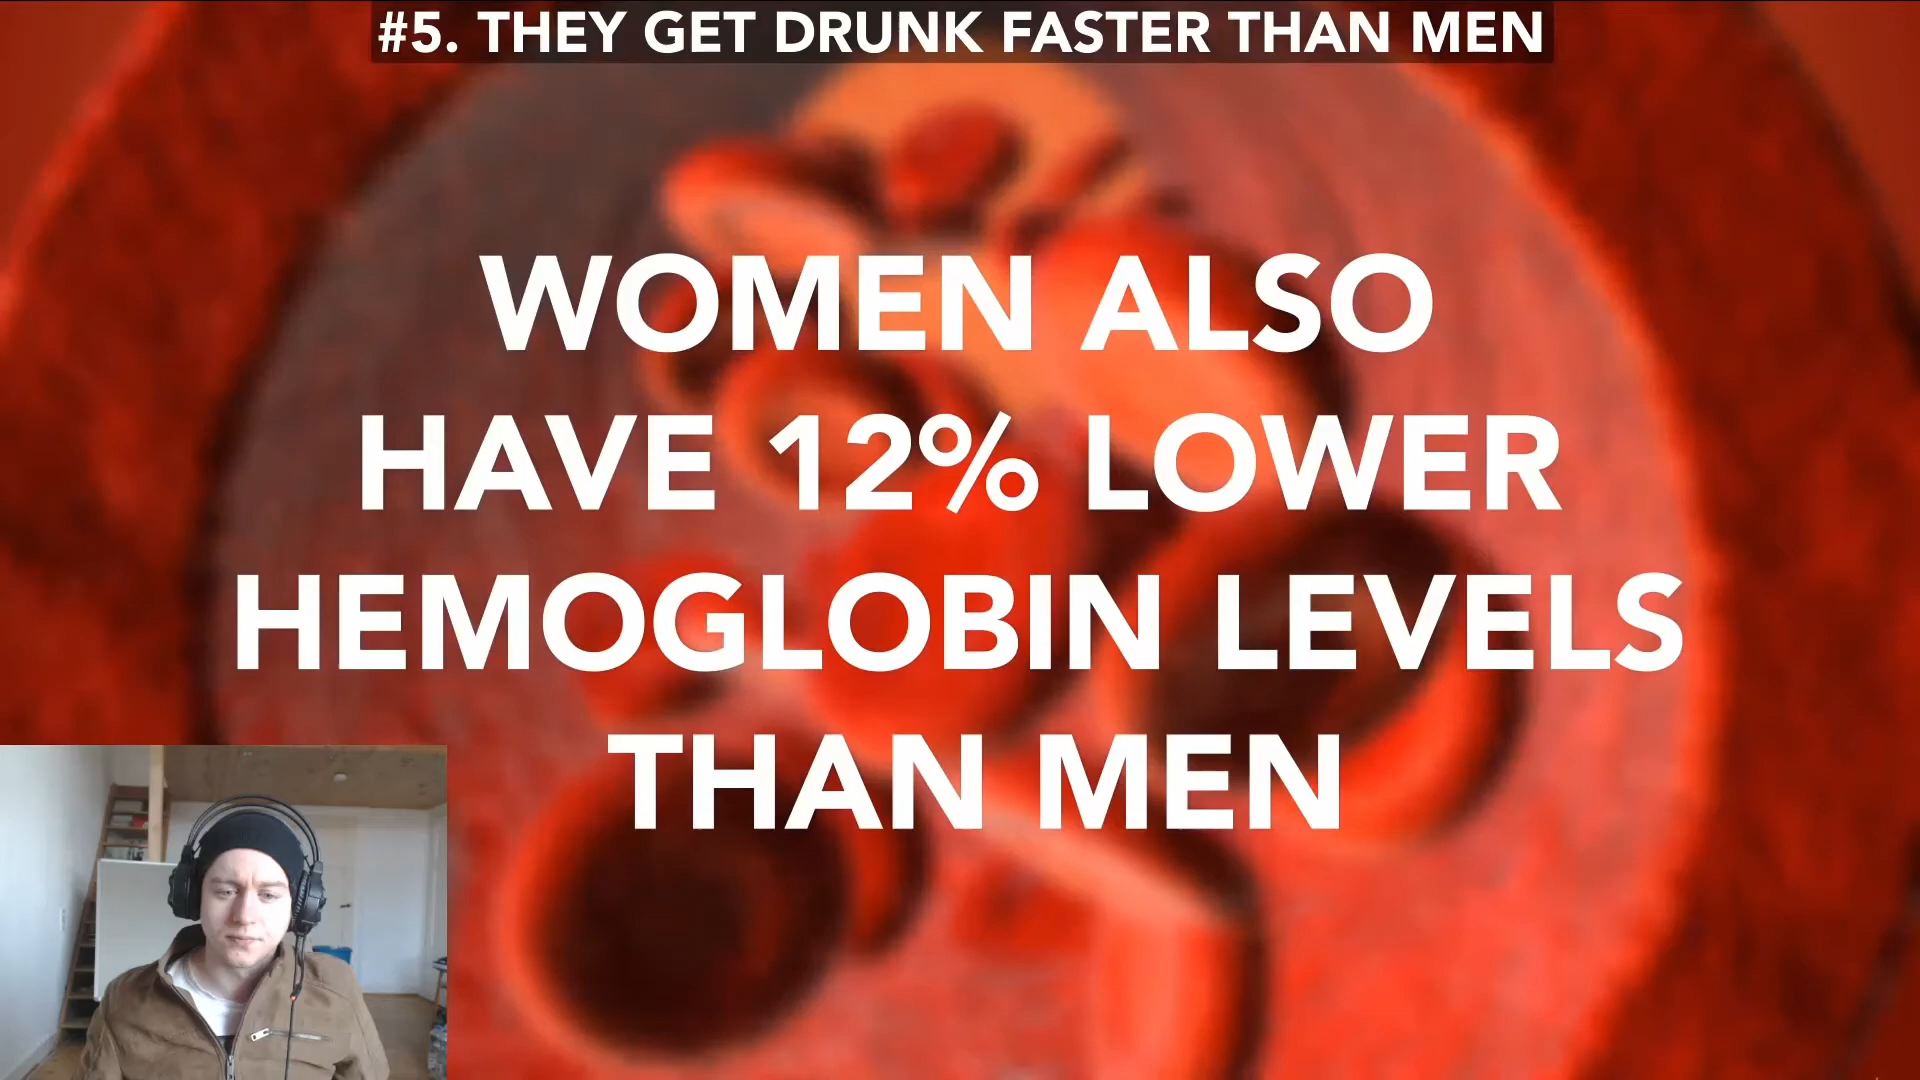 #5. THEY GET DRUNK FASTER THAN MEN
WOMEN ALSO
HAVE 12% LOWER
HEMOGLOBIN LEVELS
THAN MEN